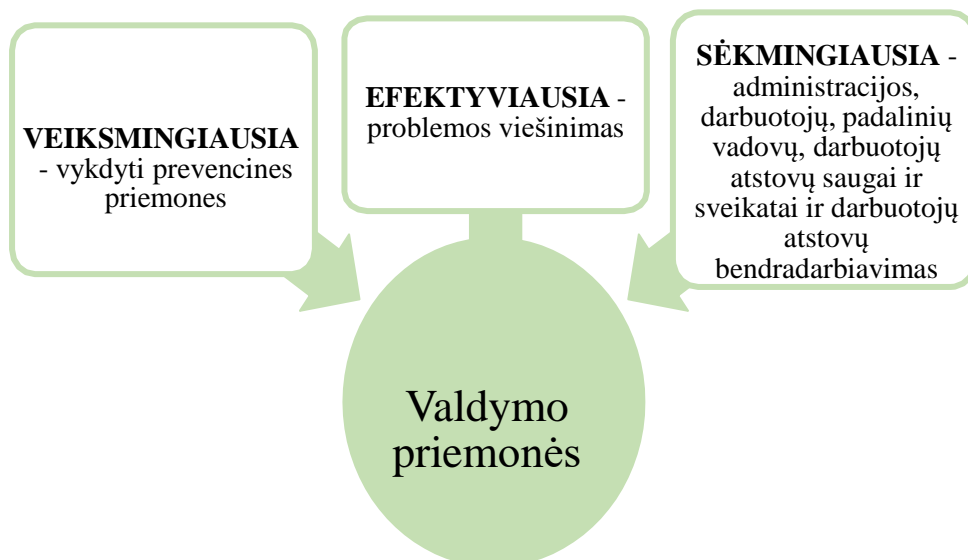 VEIKSMINGIAUSIA
- vykdyti prevencines
priemones
EFEKTYVIAUSIA -
problemos viešinimas
SĖKMINGIAUSIA -
administracijos,
darbuotojų, padalinių
vadovų, darbuotojų
atstovų saugai ir
sveikatai ir darbuotojų
atstovų
bendradarbiavimas
Valdymo
priemonės